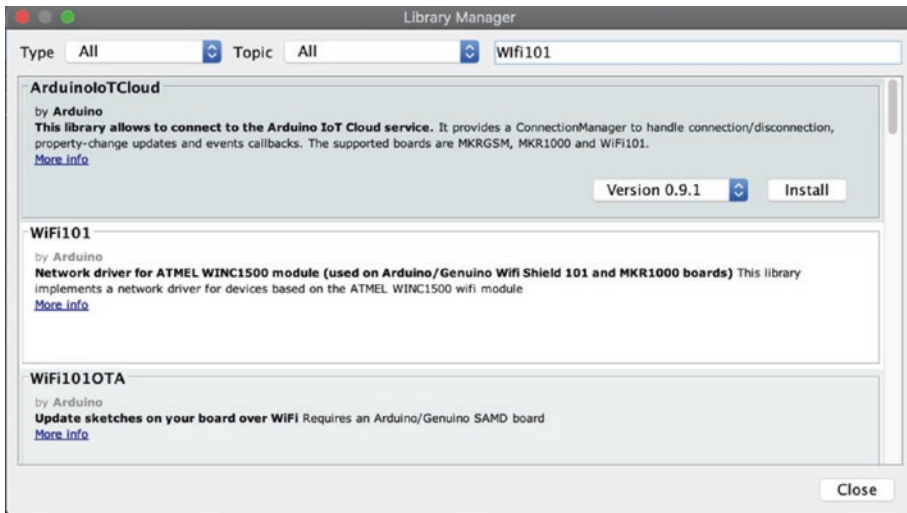 Library Manager
Type All Topic All WIfi101
ArduinoIoTCloud
by Arduino
This library allows to connect to the Arduino IoT Cloud service. It provides a ConnectionManager to handle connection/disconnection,
property-change updates and events callbacks. The supported boards are MKRGSM, MKR1000 and WiFi101.
More info
Version 0.9.1 Install
WiFi101
by Arduino
Network driver for ATMEL WINC1500 module (used on Arduino/Genuino Wifi Shield 101 and MKR1000 boards) This library
implements a network driver for devices based on the ATMEL WINC1500 wifi module
More info
WiFi101OTA
by Arduino
Update sketches on your board over WiFi Requires an Arduino/Genuino SAMD board
More info
Close